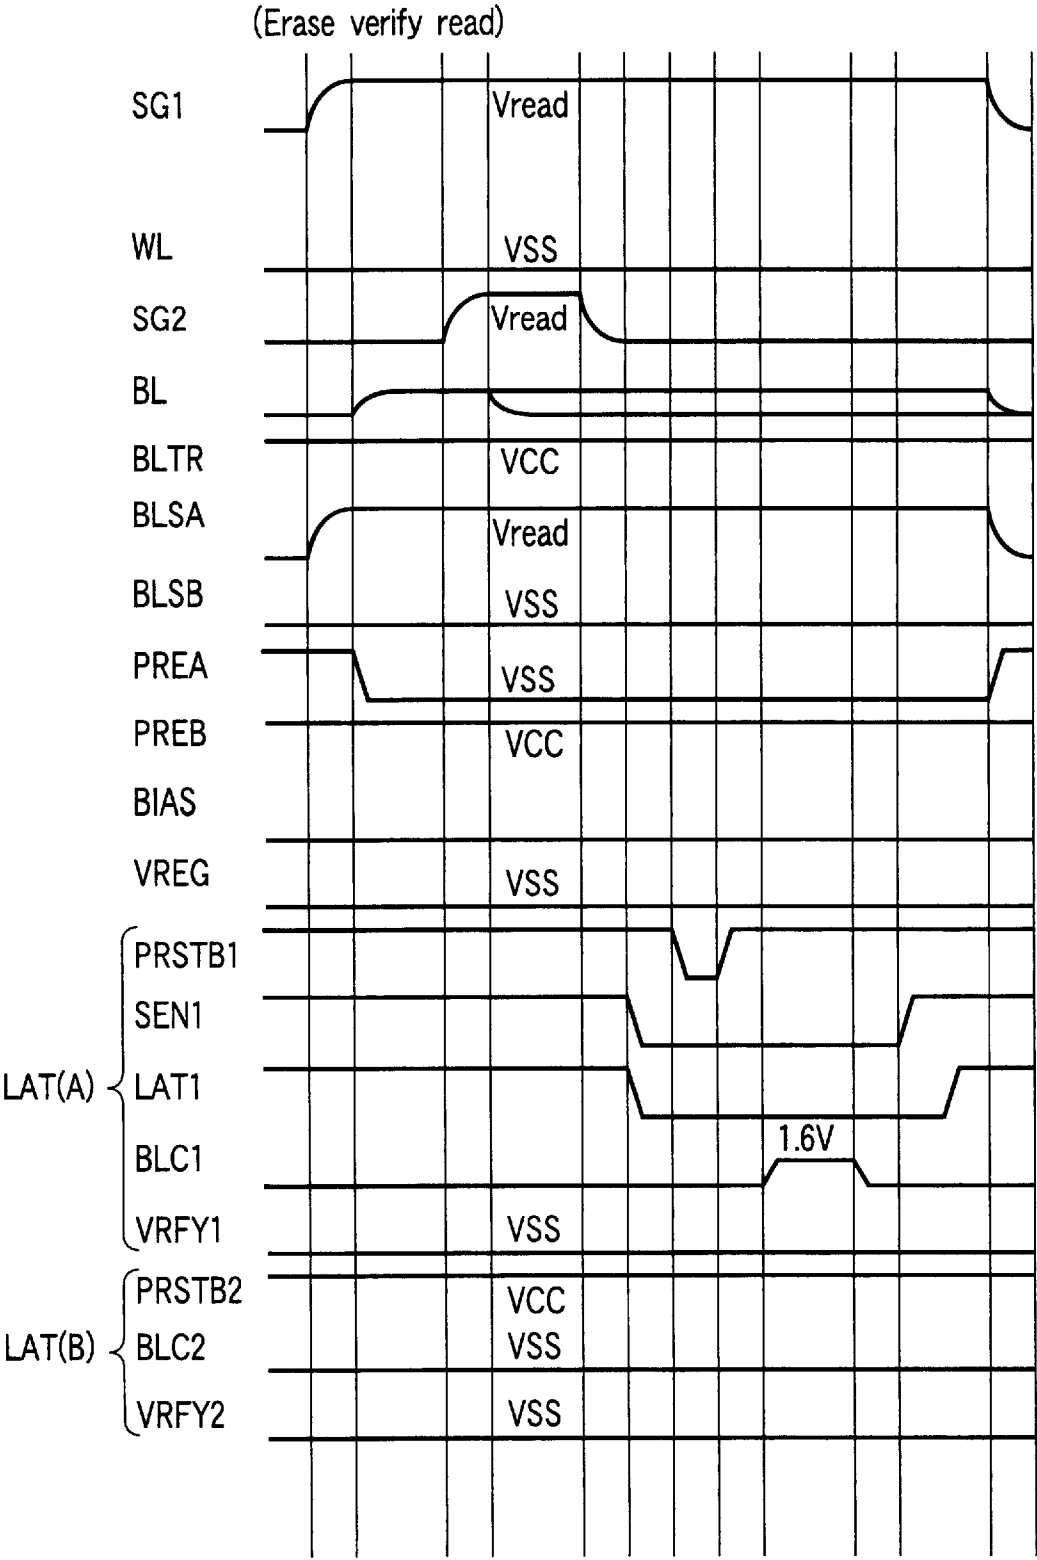 (Erase verify read)
SG1
Vread
WL
VSS
SG2
Vread
BL
BLTR
VCC
BLSA
Vread
BLSB
VSS
PREA
VSS
PREB
VCC
BIAS
VREG
VSS
LAT(A)
PRSTB1
SEN1
LAT1
1.6V
BLC1
VRFY1
VSS
LAT(B)
PRSTB2
VCC
BLC2
VSS
VRFY2
VSS